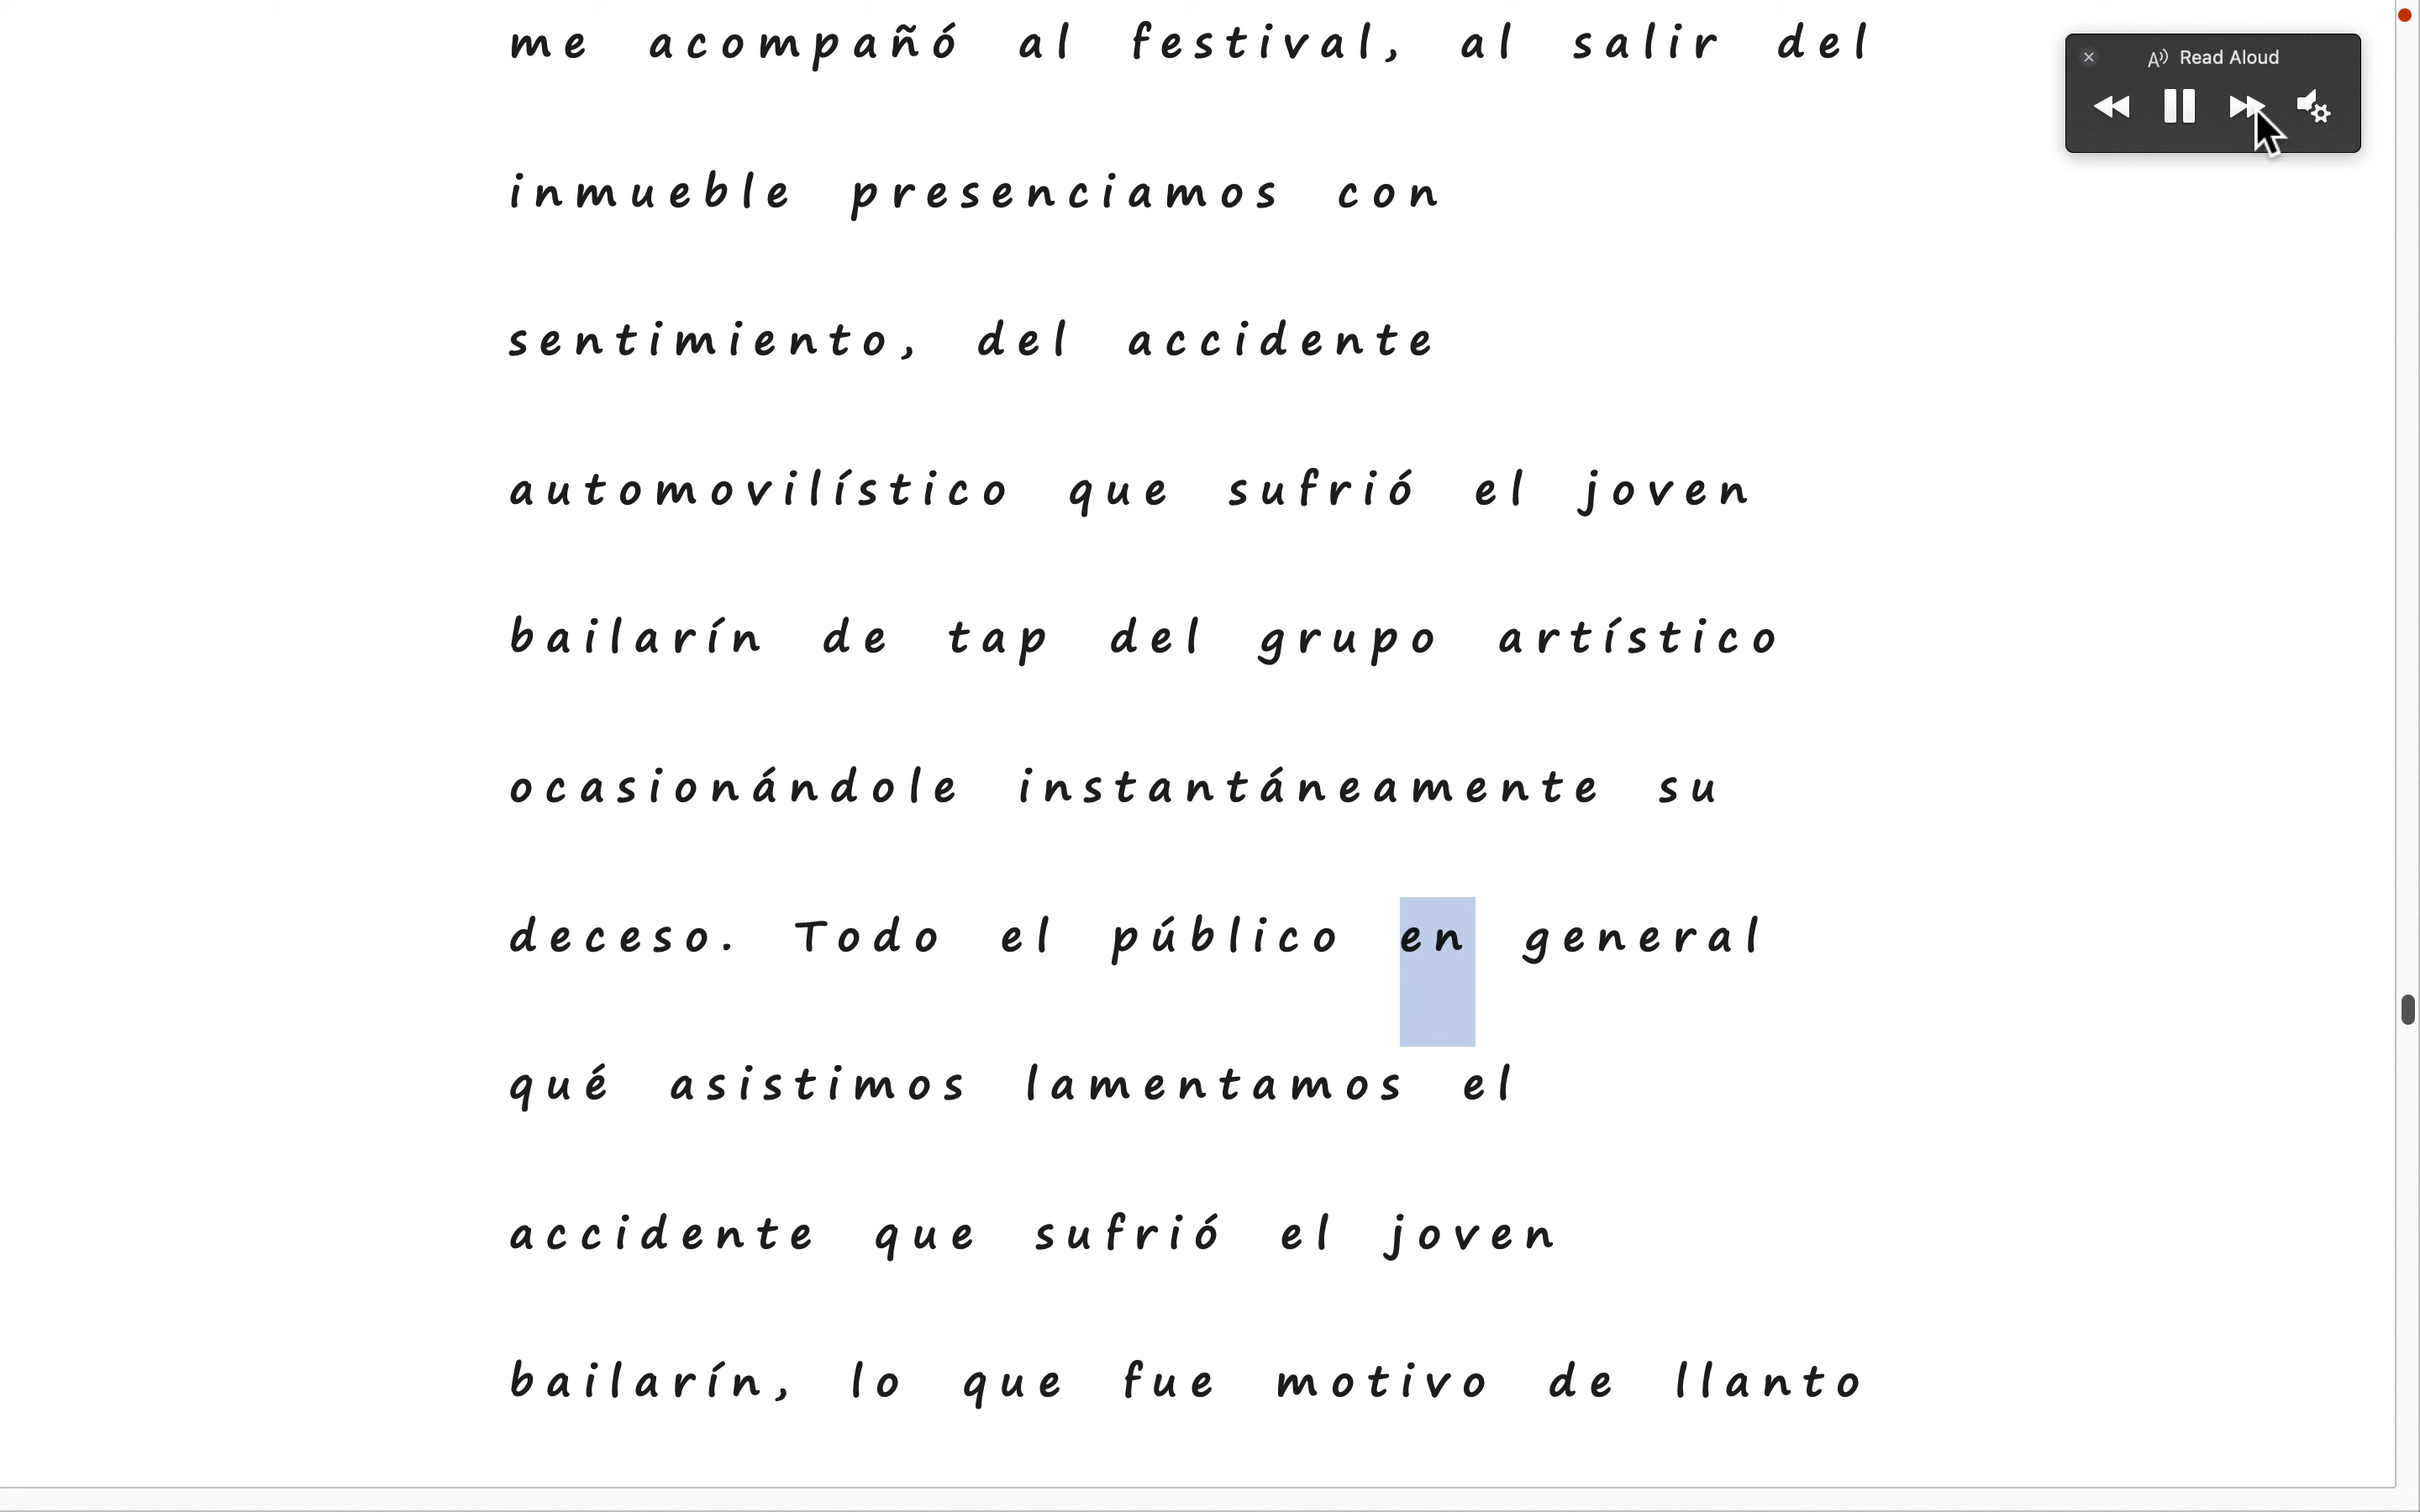 me acompañó al festival, al salir del
Read Aloud
inmueble presenciamos con
sentimiento, del accidente
automovilístico que sufrió el joven
bailarín de tap del grupo artístico
ocasionándole instantáneamente su
deceso. Todo el público en general
qué asistimos lamentamos el
accidente que sufrió el joven
bailarín, lo que fue motivo de llanto